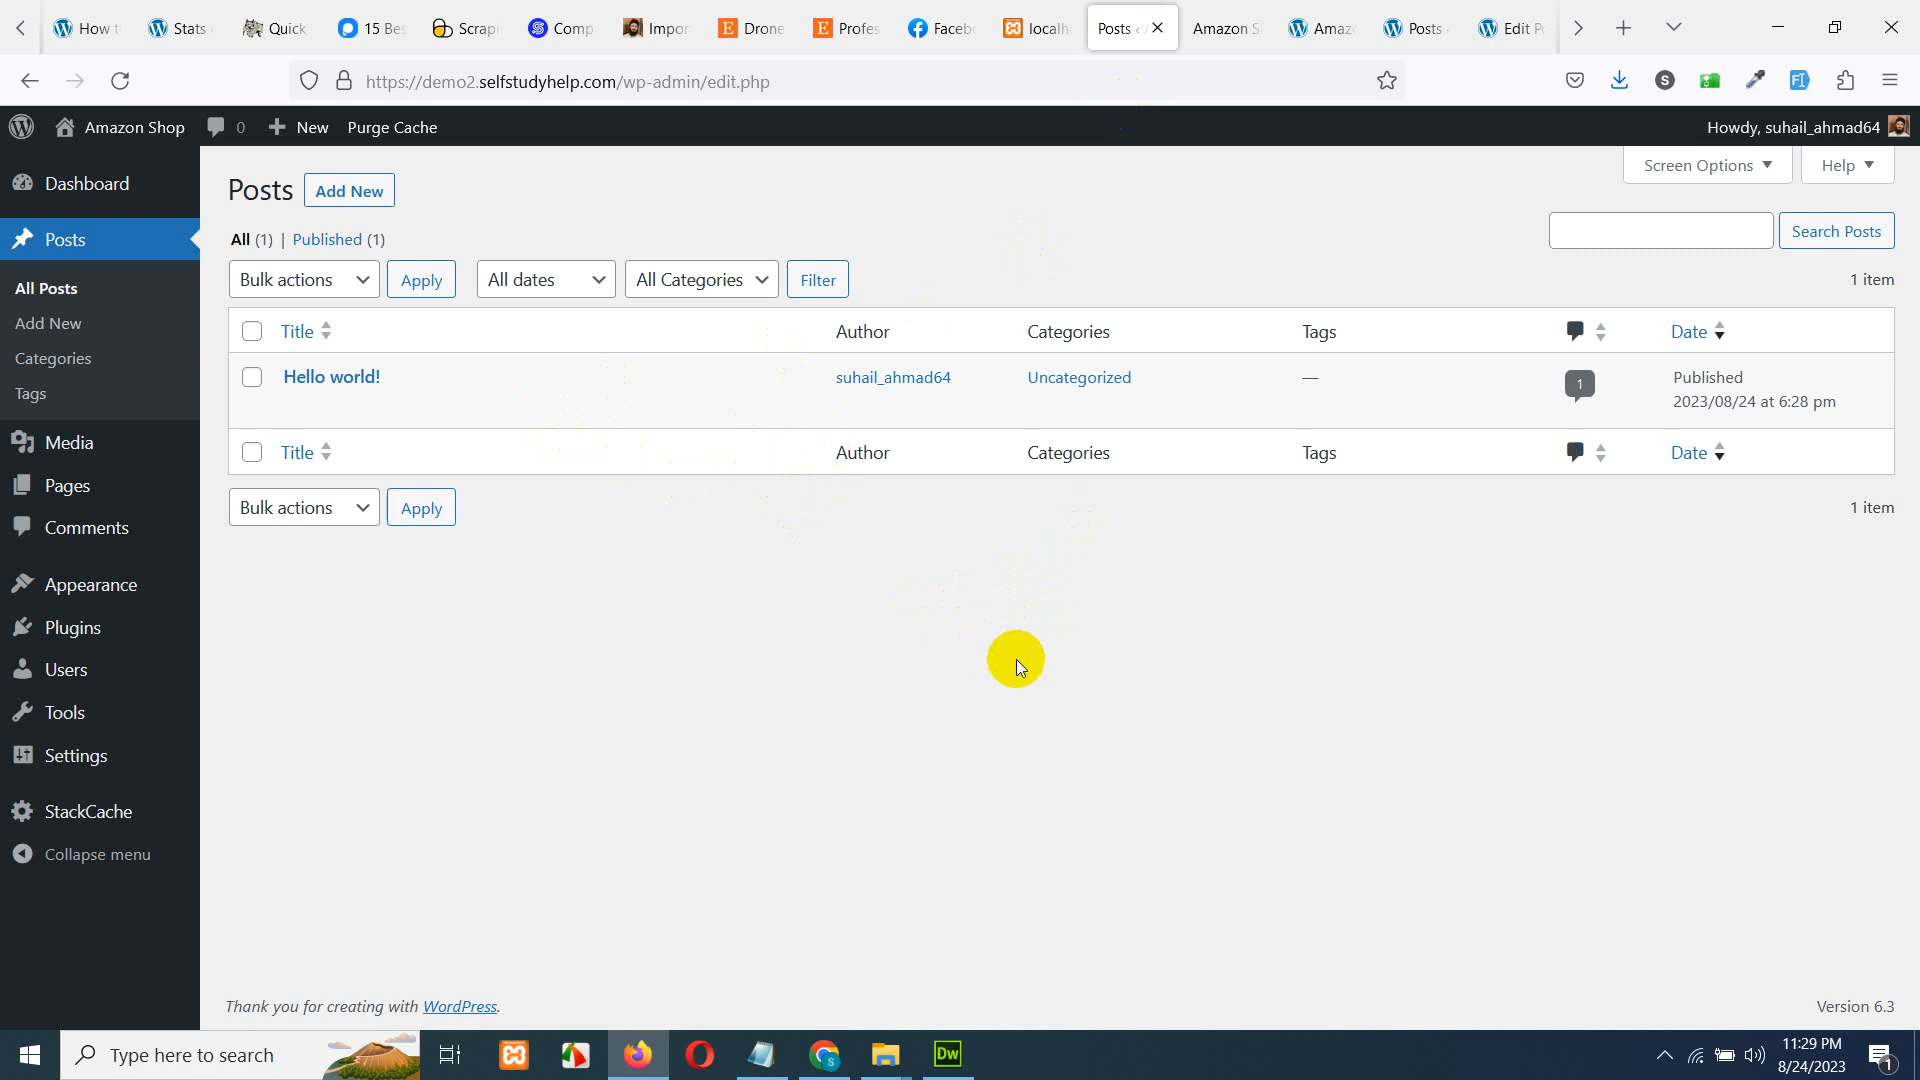 How t Stats Quick 15 Bes Scrapi Comp Impor Drone Profes Faceb localh Posts ‹ Amazon S Amaz Posts Edit P
https://demo2.selfstudyhelp.com/wp-admin/edit.php
Amazon Shop 0 New Purge Cache Howdy, suhail_ahmad64
Screen Options Help
Dashboard
Posts
All Posts
Add New
Categories
Tags
Media
Pages
Comments
Appearance
Plugins
Users
Tools
Settings
StackCache
Collapse menu
Posts Add New
All (1) | Published (1)
Search Posts
Bulk actions Apply All dates All Categories Filter 1 item
Title Author Categories Tags Date
Hello world! suhail_ahmad64 Uncategorized — 1 Published
2023/08/24 at 6:28 pm
Title Author Categories Tags Date
Bulk actions Apply 1 item
Thank you for creating with WordPress. Version 6.3
Type here to search
Dw
11:29 PM
8/24/2023
1